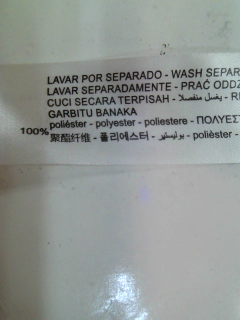 LAVAR POR SEPARADO - WASH SEPAR
LAVAR SEPARADAMENTE - PRAĆ ODDZ
CUCI SECARA TERPISAH - يغسل منفصلا - R
GARBITU BANAKA
poliéster - polyester - poliestere - ΠΟΛΥΕΣΤ
100% 聚酯纤维 - 폴리에스터 - بوليستير - polièster -